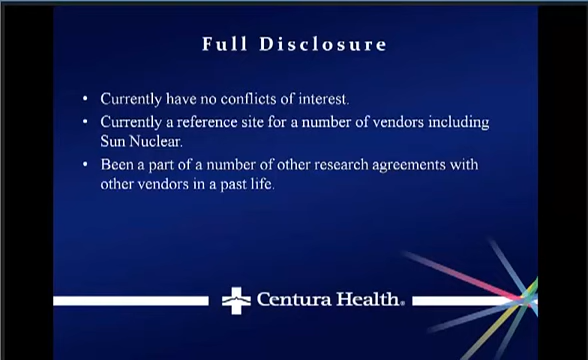 Full Disclosure
• Currently have no conflicts of interest.
• Currently a reference site for a number of vendors including
Sun Nuclear.
• Been a part of a number of other research agreements with
other vendors in a past life.
Centura Health®